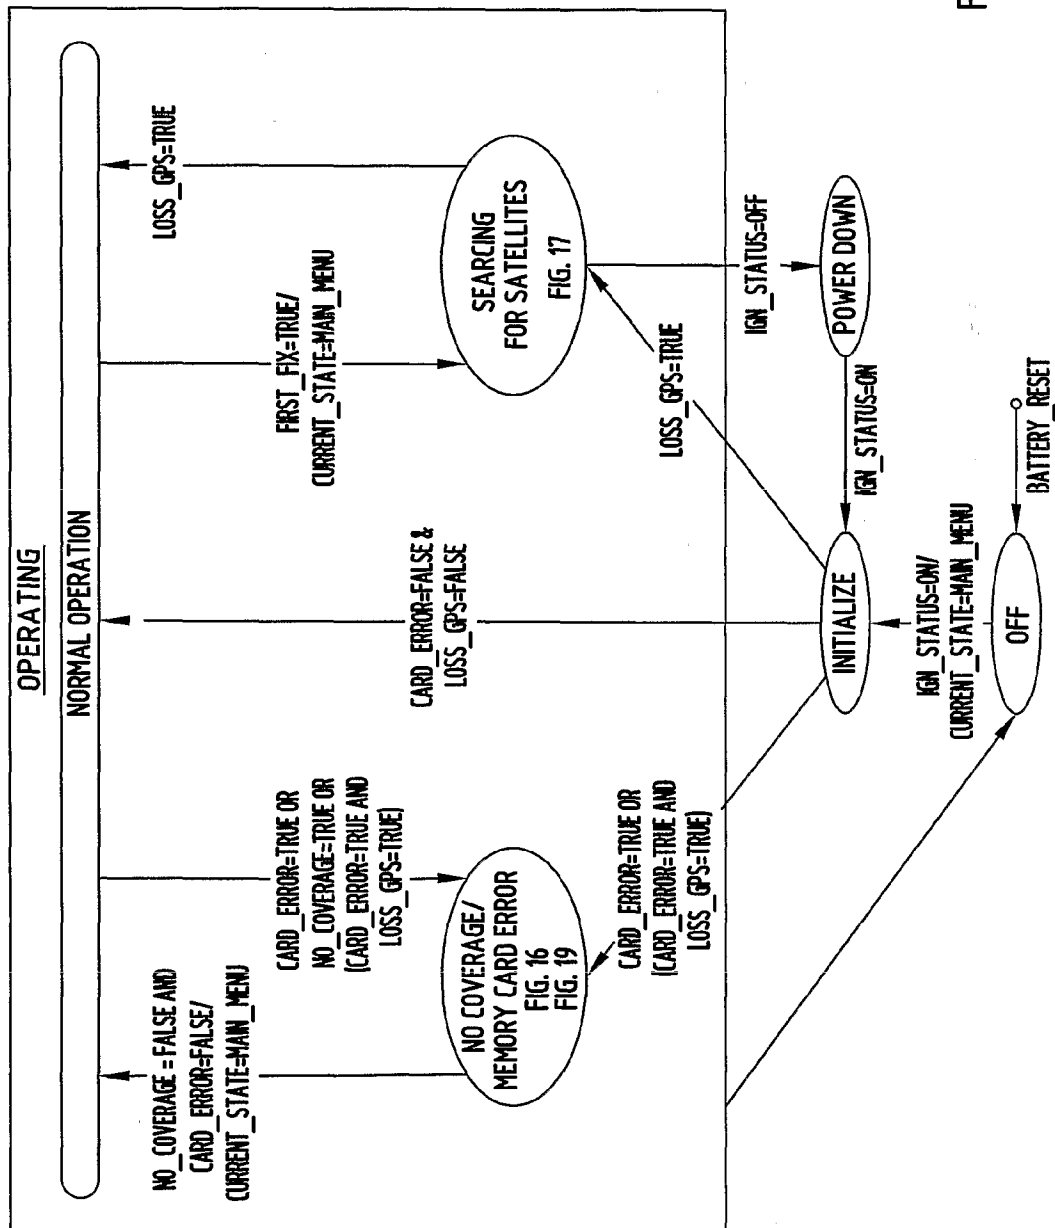 OPERATING
NORMAL OPERATION
NO_COVERAGE = FALSE AND
CARD_ERROR=FALSE/
CURRENT_STATE=MAIN_MENU
CARD_ERROR=TRUE OR
NO_COVERAGE=TRUE OR
(CARD_ERROR=TRUE AND
LOSS_GPS=TRUE)
CARD_ERROR=FALSE &
LOSS_GPS=FALSE
FIRST_FIX=TRUE/
CURRENT_STATE=MAIN_MENU
LOSS_GPS=TRUE
NO COVERAGE/
MEMORY CARD ERROR
FIG. 16
FIG. 19
SEARCING
FOR SATELLITES
FIG. 17
CARD_ERROR=TRUE OR
(CARD_ERROR=TRUE AND
LOSS_GPS=TRUE)
LOSS_GPS=TRUE
IGN_STATUS=OFF
INITIALIZE
IGN_STATUS=ON
POWER DOWN
IGN_STATUS=ON/
CURRENT_STATE=MAIN_MENU
OFF
BATTERY_RESET
F